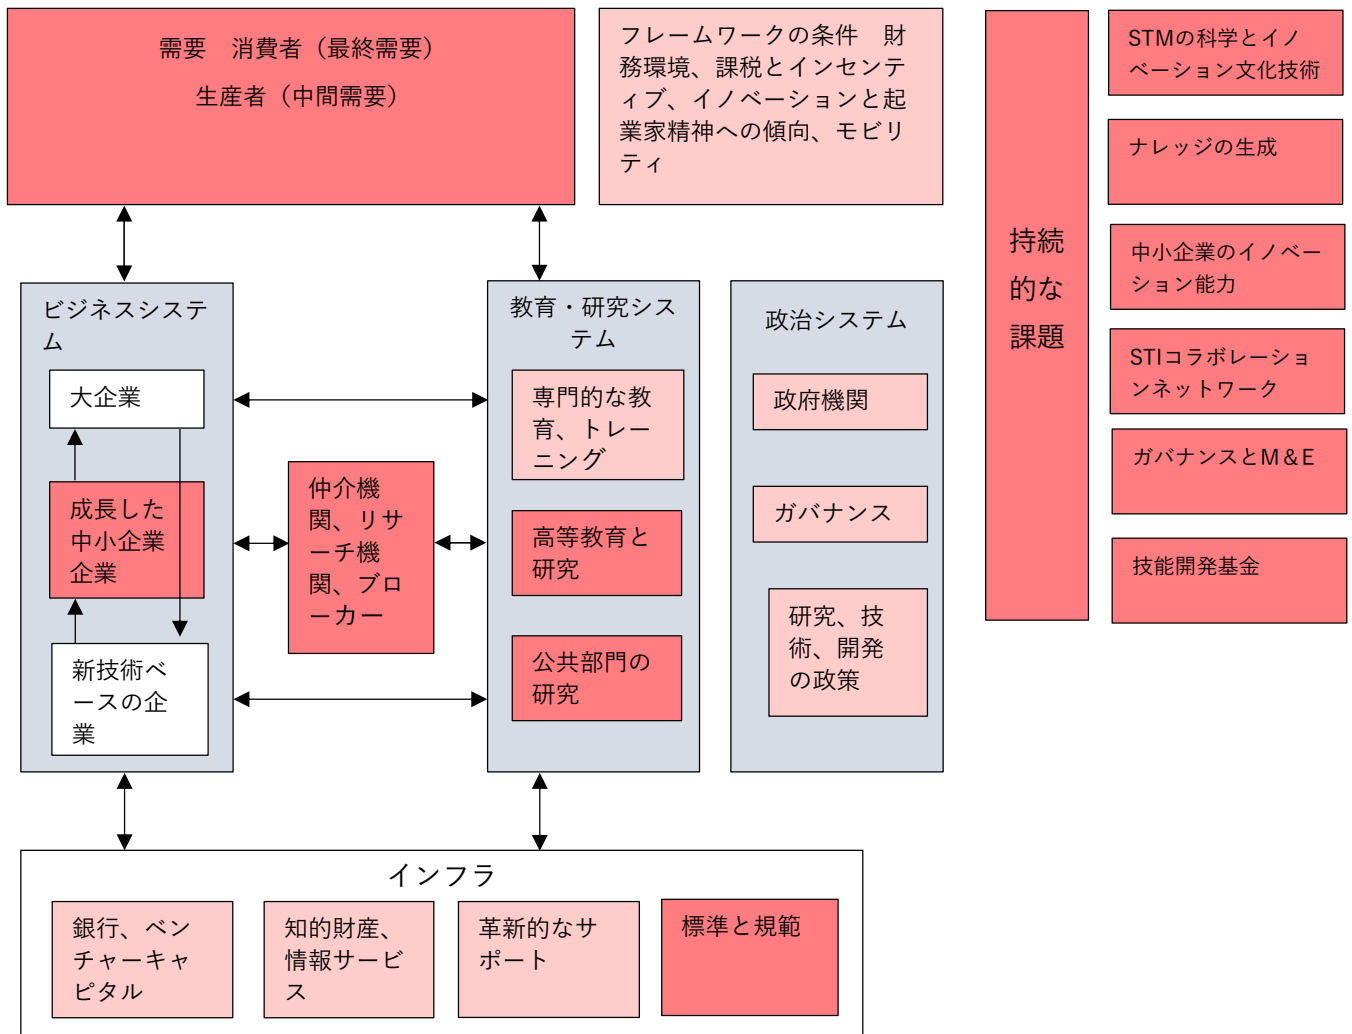 需要　消費者（最終需要）
生産者（中間需要）
フレームワークの条件　財
務環境、課税とインセンテ
ィブ、イノベーションと起
業家精神への傾向、モビリ
ティ
ビジネスシステ
ム
大企業
成長した
中小企業
企業
新技術ベ
ースの企
業
仲介機
関、リサ
ーチ機
関、ブロ
ーカー
教育・研究シス
テム
専門的な教
育、トレー
ニング
高等教育と
研究
公共部門の
研究
政治システム
政府機関
ガバナンス
研究、技
術、開発
の政策
インフラ
銀行、ベン
チャーキャ
ピタル
知的財産、
情報サービ
ス
革新的なサ
ポート
標準と規範
持続
的な
課題
STMの科学とイノ
ベーション文化技術
ナレッジの生成
中小企業のイノベー
ション能力
STIコラボレーショ
ンネットワーク
ガバナンスとM＆E
技能開発基金